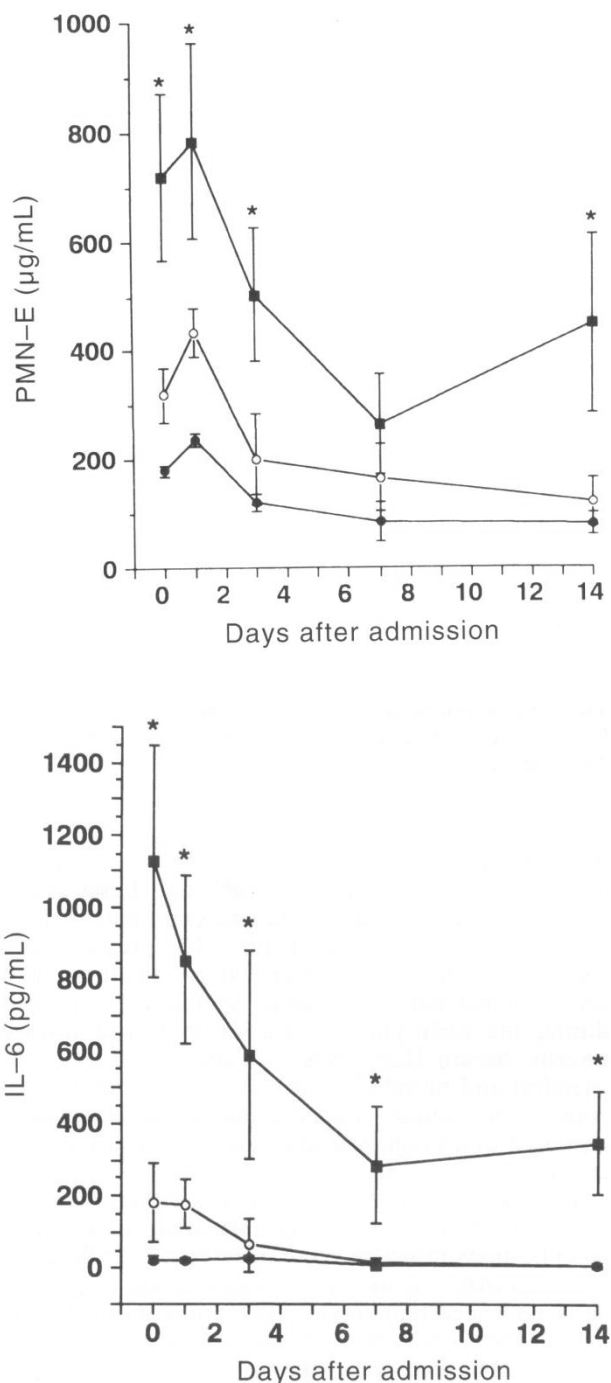 1000
800
600
400
200
0
PMN–E (μg/mL)
* * * *
0 2 4 6 8 10 12 14
Days after admission
1400
1200
1000
800
600
400
200
0
IL–6 (pg/mL)
* * * * *
0 2 4 6 8 10 12 14
Days after admission